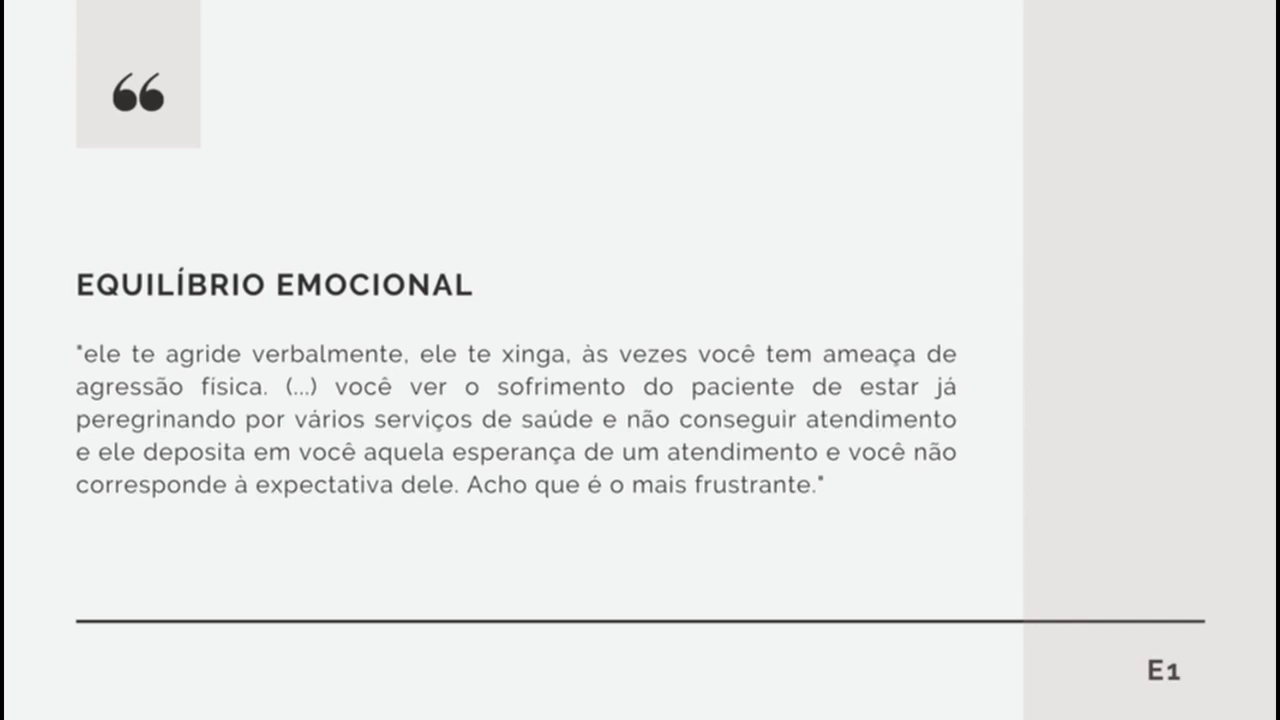 “
EQUILÍBRIO EMOCIONAL
"ele te agride verbalmente, ele te xinga, às vezes você tem ameaça de
agressão física. (...) você ver o sofrimento do paciente de estar já
peregrinando por vários serviços de saúde e não conseguir atendimento
e ele deposita em você aquela esperança de um atendimento e você não
corresponde à expectativa dele. Acho que é o mais frustrante."
E1